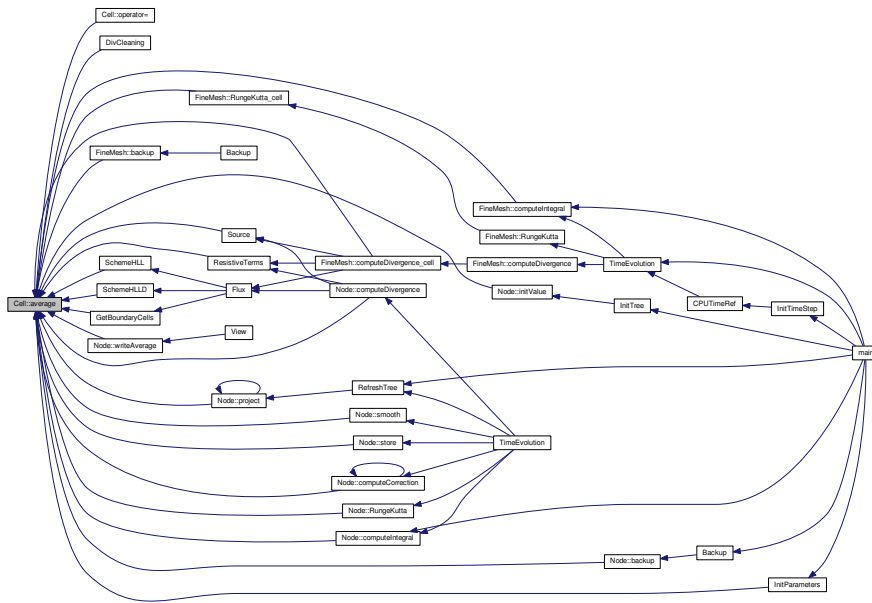 Cell::operator=
DivCleaning
FineMesh::RungeKutta_cell
FineMesh::backup
Backup
FineMesh::computeIntegral
Source
FineMesh::RungeKutta
SchemeHLL
ResistiveTerms
FineMesh::computeDivergence_cell
FineMesh::computeDivergence
TimeEvolution
SchemeHLLD
Flux
Node::computeDivergence
Node::initValue
Cell::average
InitTree
CPUTimeRef
InitTimeStep
GetBoundaryCells
View
Node::writeAverage
main
RefreshTree
Node::project
Node::smooth
Node::store
TimeEvolution
Node::computeCorrection
Node::RungeKutta
Node::computeIntegral
Backup
Node::backup
InitParameters